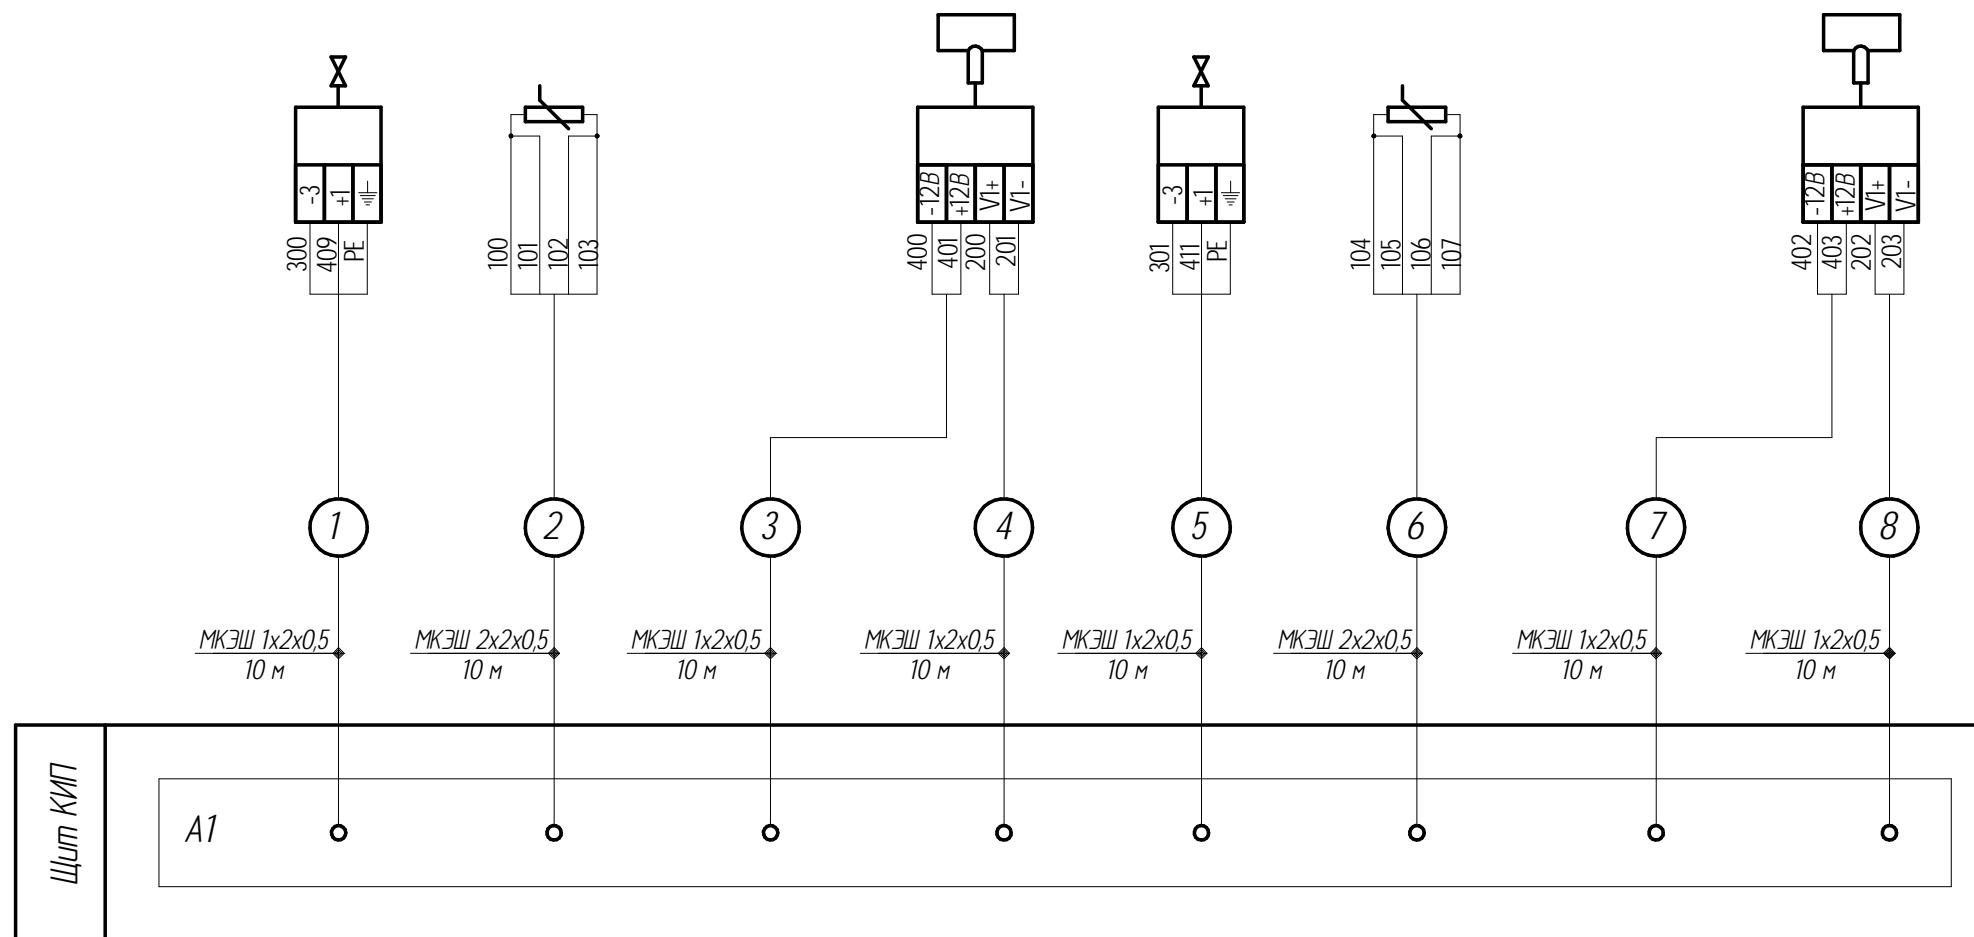 -3 +1
-12В +12В V1+ V1-
-3 +1
-12В +12В V1+ V1-
300 409 PE
100 101 102 103
400 401 200 201
301 411 PE
104 105 106 107
402 403 202 203
1 2 3 4 5 6 7 8
МКЭШ 1х2х0,5
10 м
МКЭШ 2х2х0,5
10 м
МКЭШ 1х2х0,5
10 м
МКЭШ 1х2х0,5
10 м
МКЭШ 1х2х0,5
10 м
МКЭШ 2х2х0,5
10 м
МКЭШ 1х2х0,5
10 м
МКЭШ 1х2х0,5
10 м
Щит КИП
А1